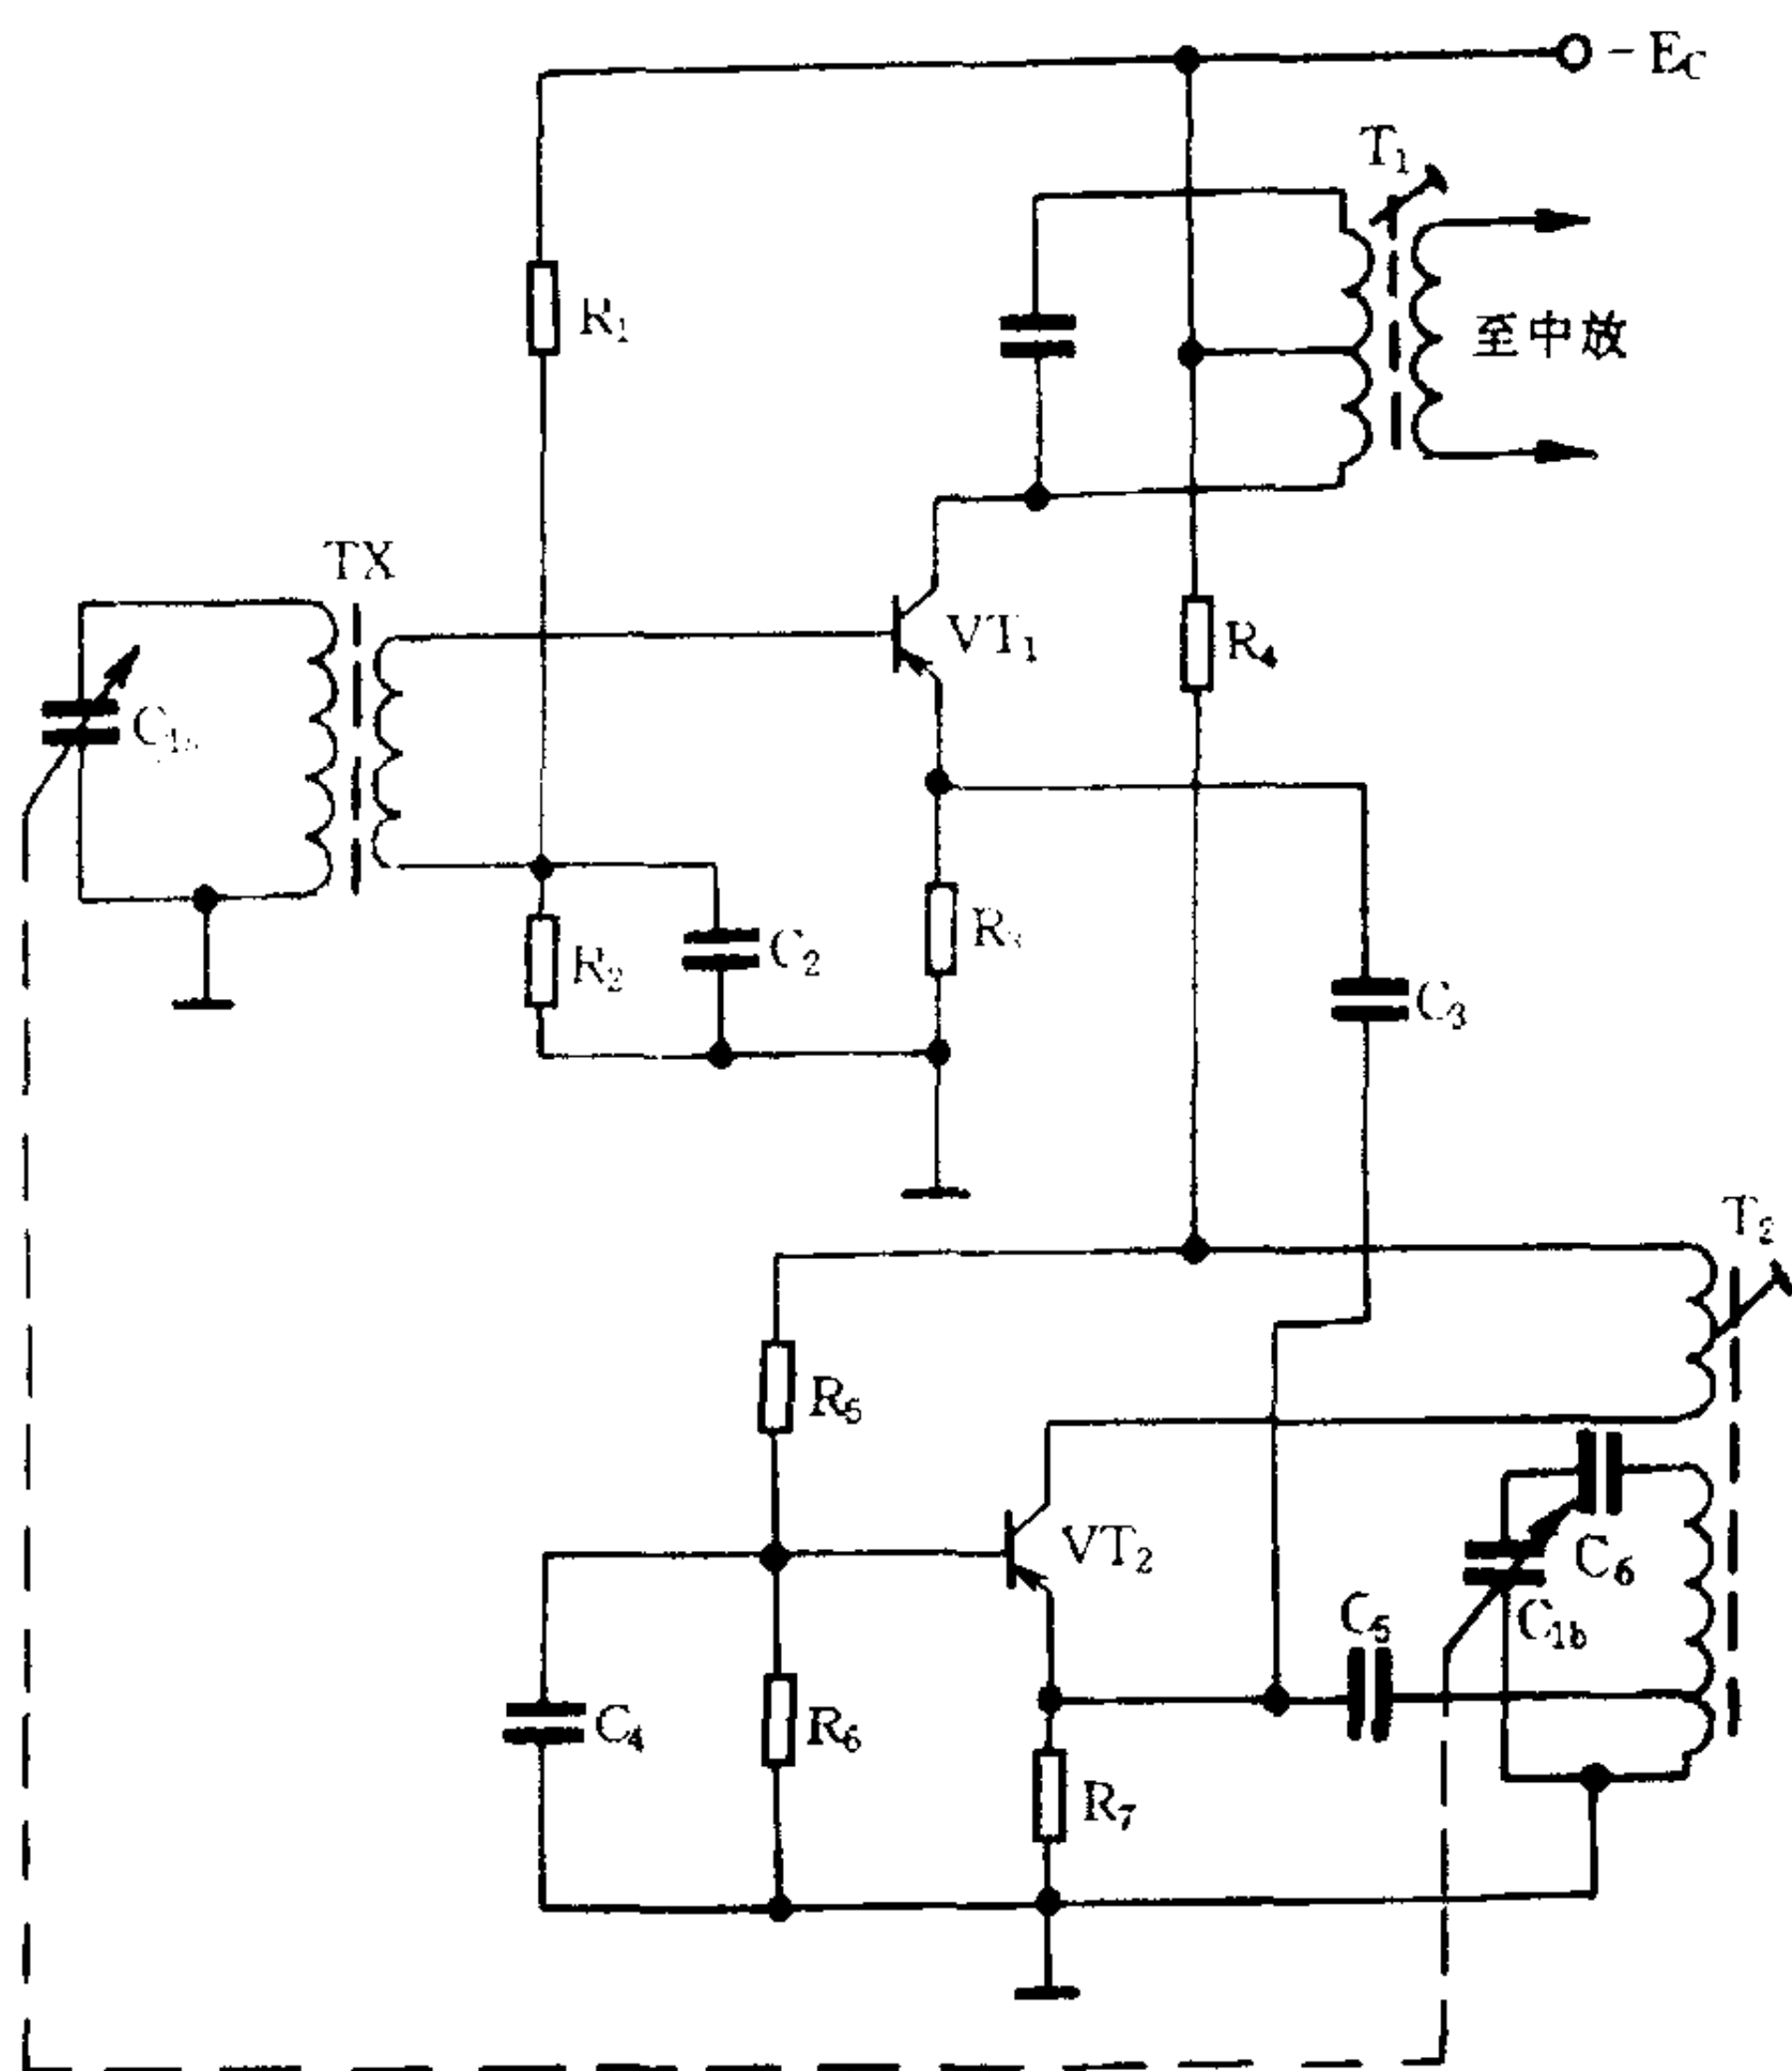 - E_C
T₁
R₁
至中放
TX
VT₁
R₄
R₂
C₂
C₃
T₂
R₅
VT₂
C₆
C₅
C₁b
C₄
R₆
R₇